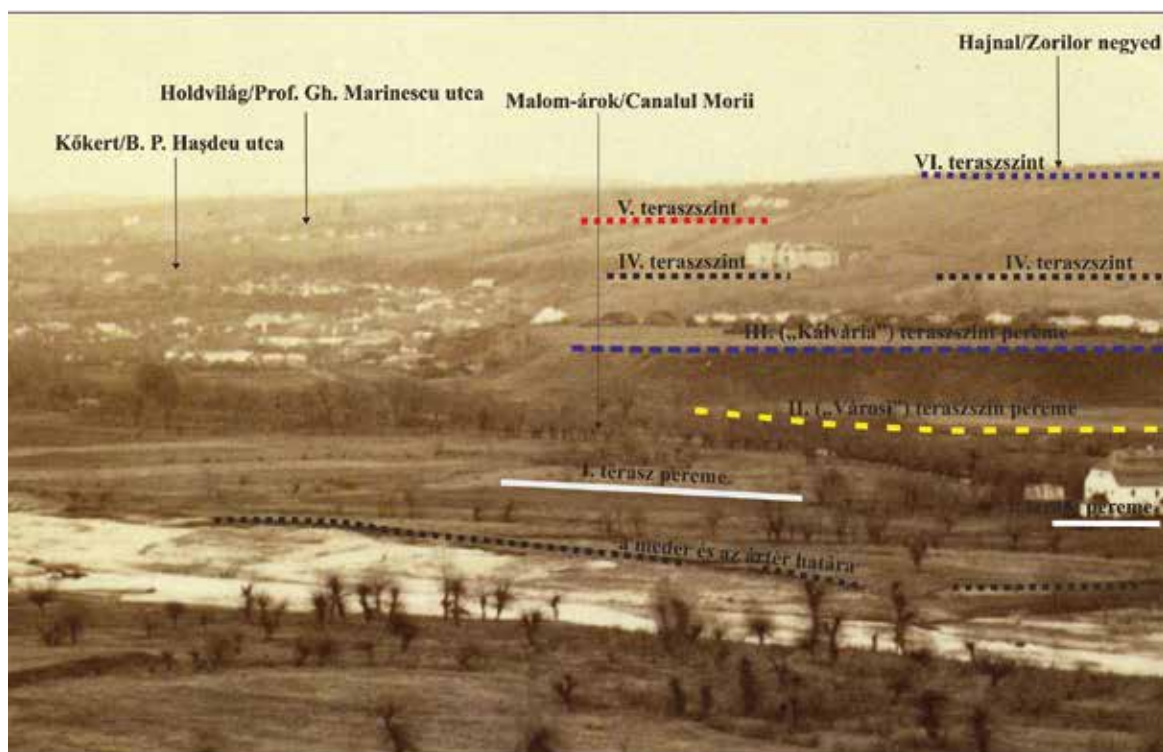 Hajnal/Zorilor negyed
Holdvilág/Prof. Gh. Marinescu utca
Malom-árok/Canalul Morii
Kőkert/B. P. Haşdeu utca
VI. teraszszint
V. teraszszint
IV. teraszszint
IV. teraszszint
III. („Kálvária”) teraszszint pereme
II. („Városi”) teraszszin pereme
I. terasz pereme.
pereme
a meder és az ártér határa